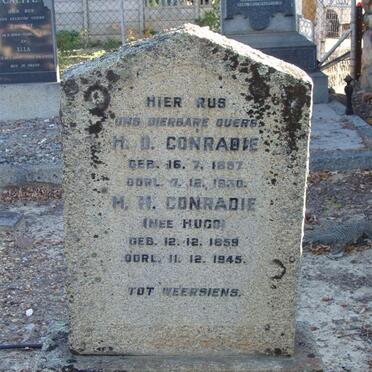 ELLA
HIER RUS
ONS DIERBARE OUERS
H. D. CONRADIE
GEB. 16. 7. 1857
OORL. 7. 12. 1930.
M. H. CONRADIE
(NEE HUGO)
GEB. 12. 12. 1859
OORL. 11. 12. 1945.
TOT WEERSIENS.